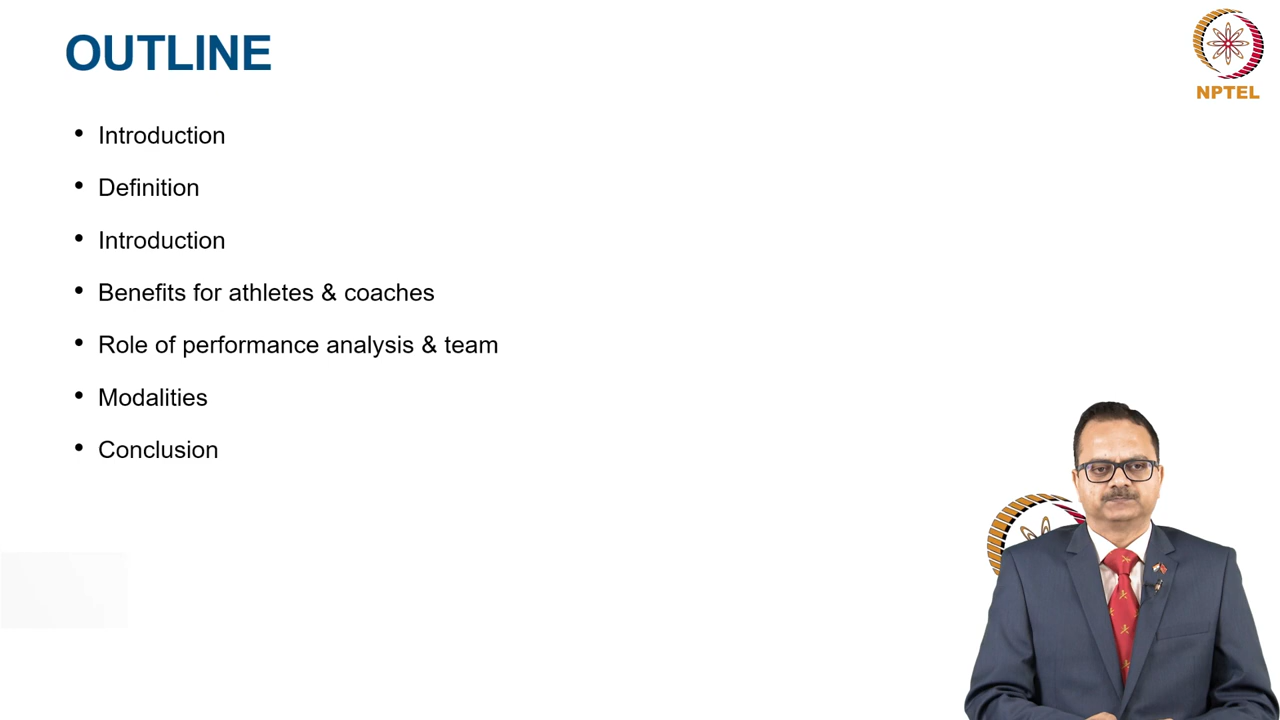 OUTLINE
NPTEL
• Introduction
• Definition
• Introduction
• Benefits for athletes & coaches
• Role of performance analysis & team
• Modalities
• Conclusion